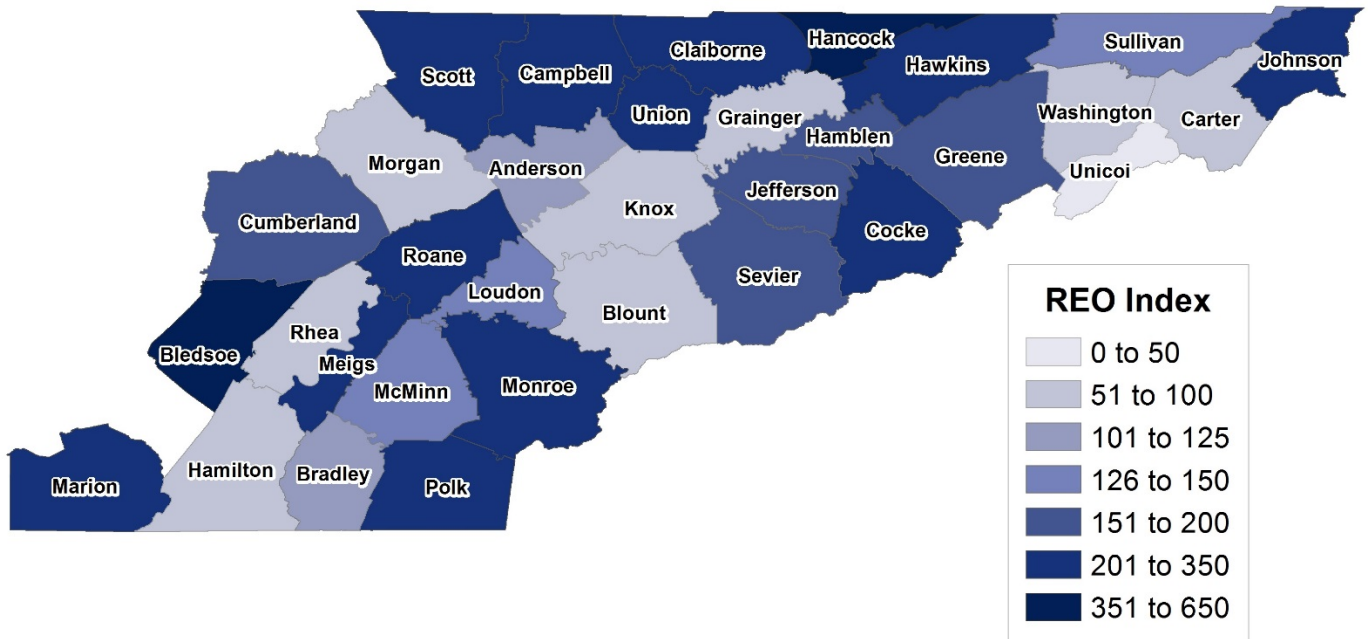 Hancock
Claiborne
Sullivan
Johnson
Scott
Campbell
Hawkins
Union
Grainger
Washington
Carter
Hamblen
Morgan
Anderson
Greene
Unicoi
Jefferson
Knox
Cumberland
Cocke
Roane
Sevier
Loudon
Blount
Rhea
Bledsoe
Meigs
McMinn
Monroe
Hamilton
Bradley
Polk
Marion
REO Index
0 to 50
51 to 100
101 to 125
126 to 150
151 to 200
201 to 350
351 to 650